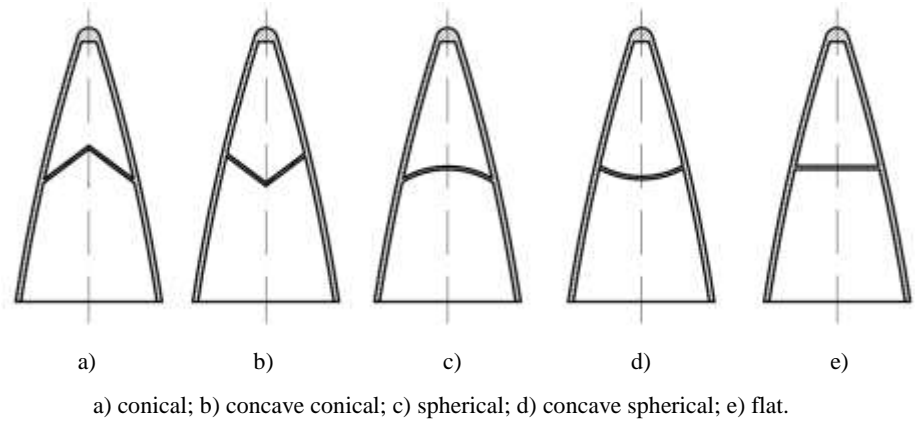 a) b) c) d) e)
a) conical; b) concave conical; c) spherical; d) concave spherical; e) flat.